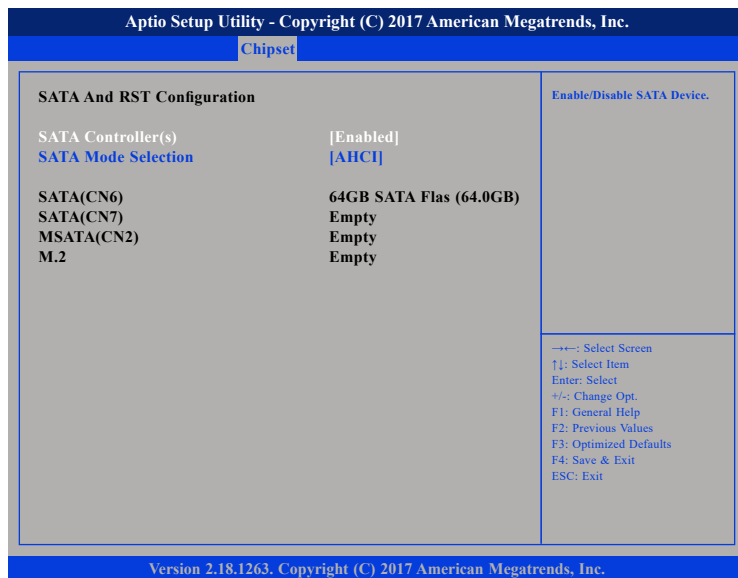 Aptio Setup Utility - Copyright (C) 2017 American Megatrends, Inc.
Chipset
SATA And RST Configuration
SATA Controller(s) [Enabled]
SATA Mode Selection [AHCI]
SATA(CN6) 64GB SATA Flas (64.0GB)
SATA(CN7) Empty
MSATA(CN2) Empty
M.2 Empty
Enable/Disable SATA Device.
→←: Select Screen
↑↓: Select Item
Enter: Select
+/-: Change Opt.
F1: General Help
F2: Previous Values
F3: Optimized Defaults
F4: Save & Exit
ESC: Exit
Version 2.18.1263. Copyright (C) 2017 American Megatrends, Inc.